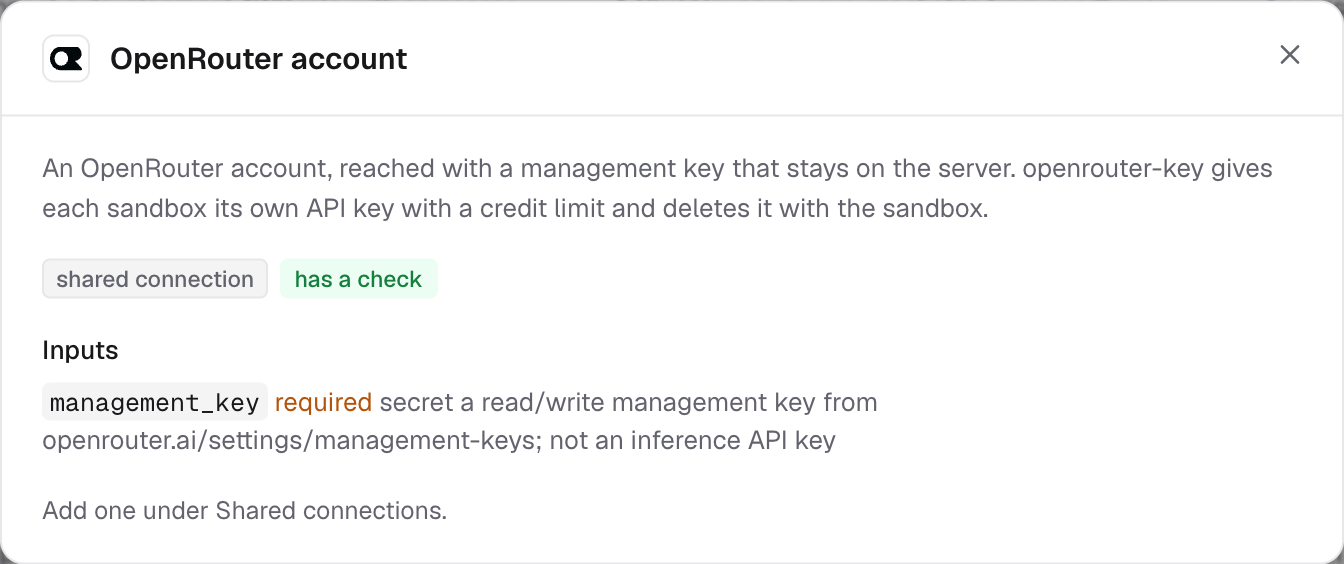 OpenRouter account
An OpenRouter account, reached with a management key that stays on the server. openrouter-key gives
each sandbox its own API key with a credit limit and deletes it with the sandbox.
shared connection has a check
Inputs
management_key required secret a read/write management key from
openrouter.ai/settings/management-keys; not an inference API key
Add one under Shared connections.